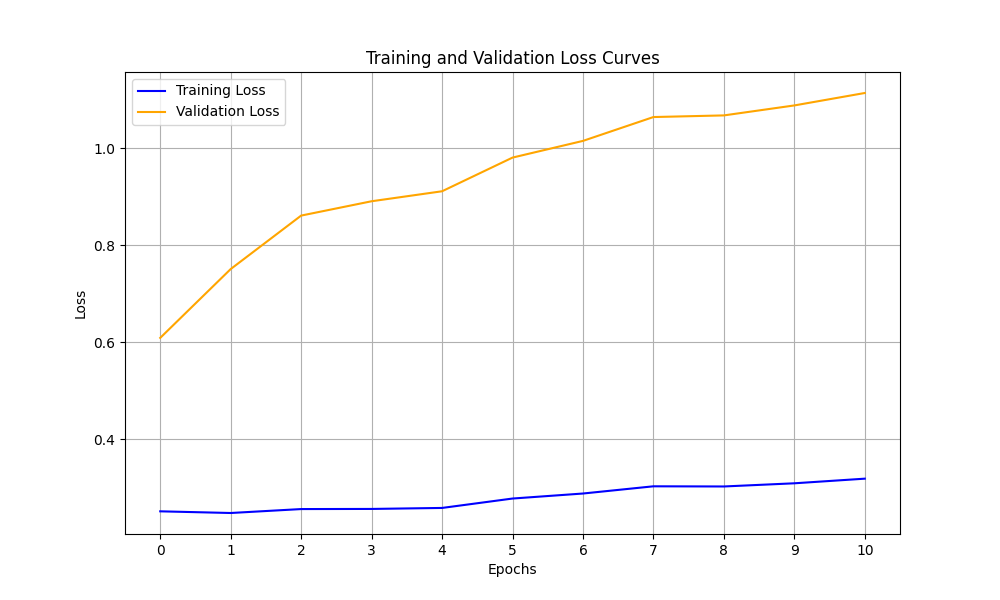 Training and Validation Loss Curves
Training Loss
Validation Loss
1.0
0.8
0.6
0.4
Loss
0 1 2 3 4 5 6 7 8 9 10
Epochs